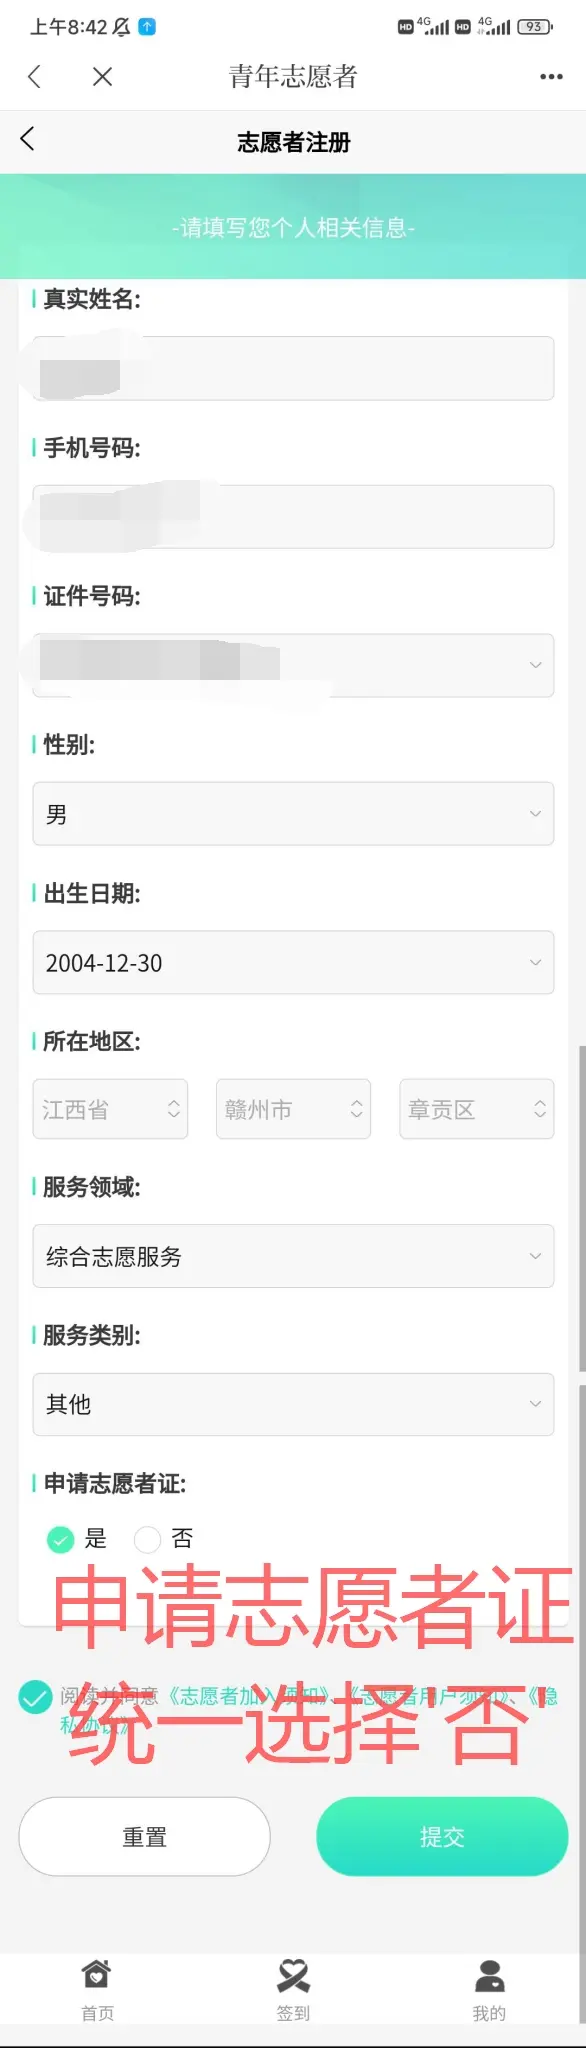 上午8:42
HD 4G HD 4G 93
青年志愿者
志愿者注册
-请填写您个人相关信息-
真实姓名:
手机号码:
证件号码:
性别:
男
出生日期:
2004-12-30
所在地区:
江西省 赣州市 章贡区
服务领域:
综合志愿服务
服务类别:
其他
申请志愿者证:
是 否
申请志愿者证
阅读并同意《志愿者加入须知》、《志愿者用户须知》、《隐
私协议》
统一选择'否'
重置 提交
首页 签到 我的